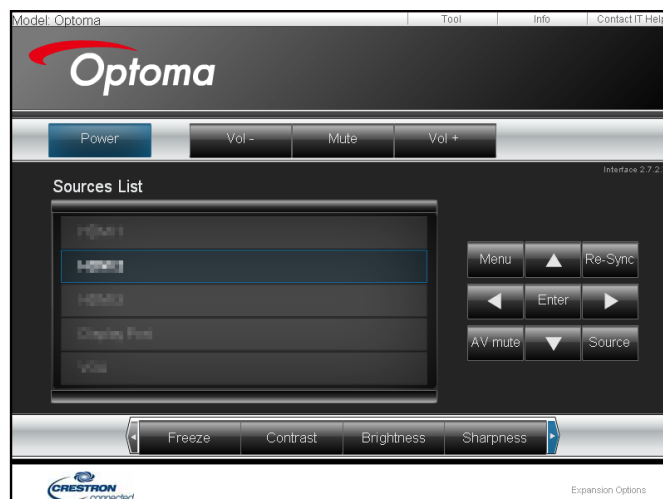 Model: Optoma
Tool
Info
Contact IT Help
Optoma
Power
Vol -
Mute
Vol +
Interface 2.7.2.
Sources List
Menu
Re-Sync
Enter
AV mute
Source
Freeze
Contrast
Brightness
Sharpness
CRESTRON
connected
Expansion Options